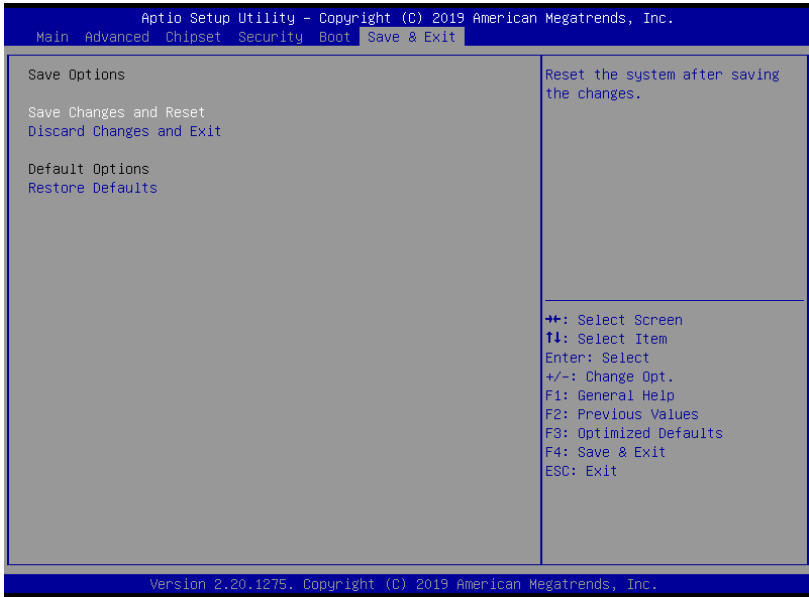 Aptio Setup Utility – Copyright (C) 2019 American Megatrends, Inc.
Main Advanced Chipset Security Boot Save & Exit
Save Options
Save Changes and Reset
Discard Changes and Exit
Default Options
Restore Defaults
Reset the system after saving
the changes.
→←: Select Screen
↑↓: Select Item
Enter: Select
+/-: Change Opt.
F1: General Help
F2: Previous Values
F3: Optimized Defaults
F4: Save & Exit
ESC: Exit
Version 2.20.1275. Copyright (C) 2019 American Megatrends, Inc.